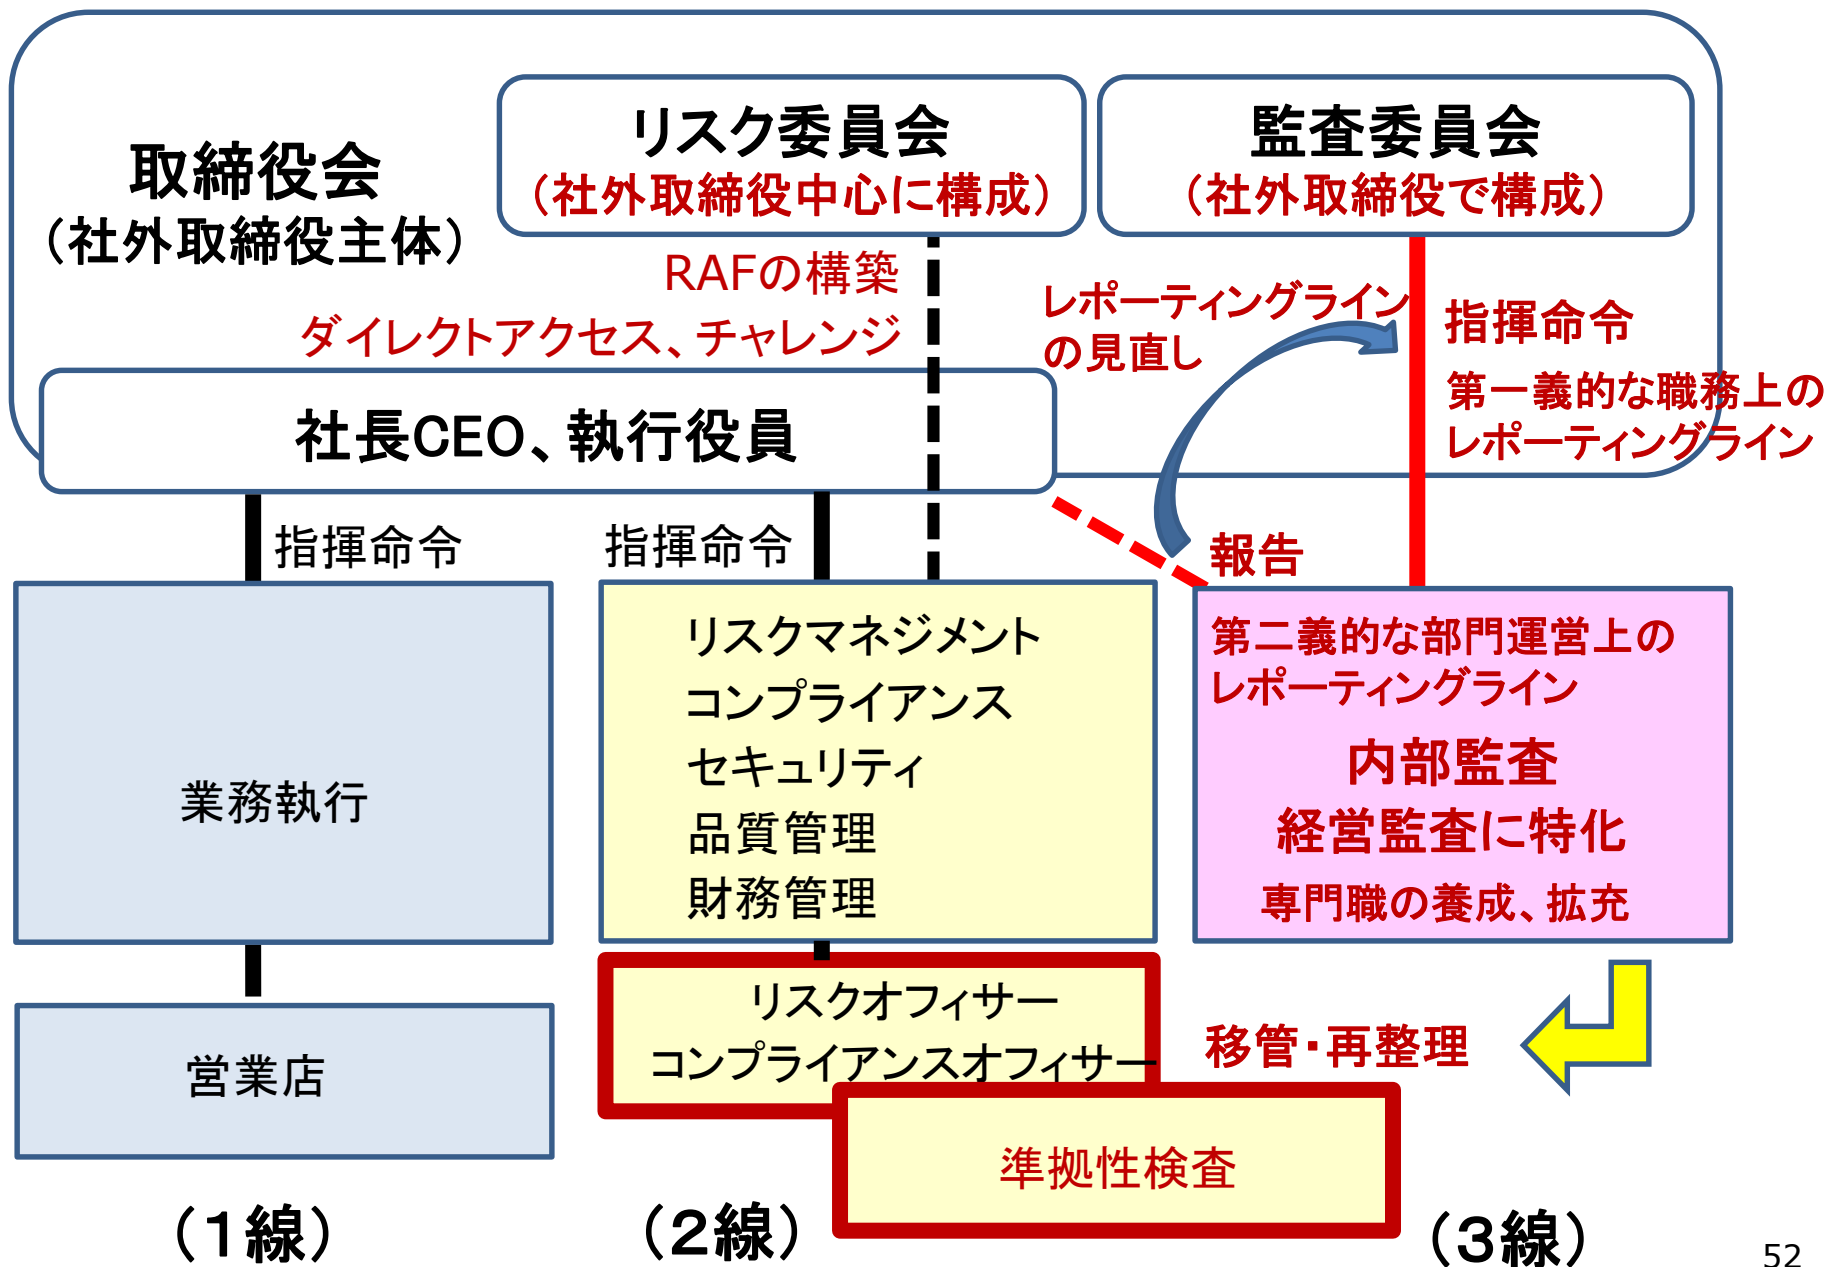 取締役会
（社外取締役主体）
リスク委員会
（社外取締役中心に構成）
監査委員会
（社外取締役で構成）
RAFの構築
ダイレクトアクセス、チャレンジ
レポーティングライン
の見直し
指揮命令
第一義的な職務上の
レポーティングライン
社長CEO、執行役員
指揮命令
指揮命令
報告
業務執行
営業店
（1線）
リスクマネジメント
コンプライアンス
セキュリティ
品質管理
財務管理
リスクオフィサー
コンプライアンスオフィサー
準拠性検査
（2線）
第二義的な部門運営上の
レポーティングライン
内部監査
経営監査に特化
専門職の養成、拡充
移管・再整理
（3線）
52